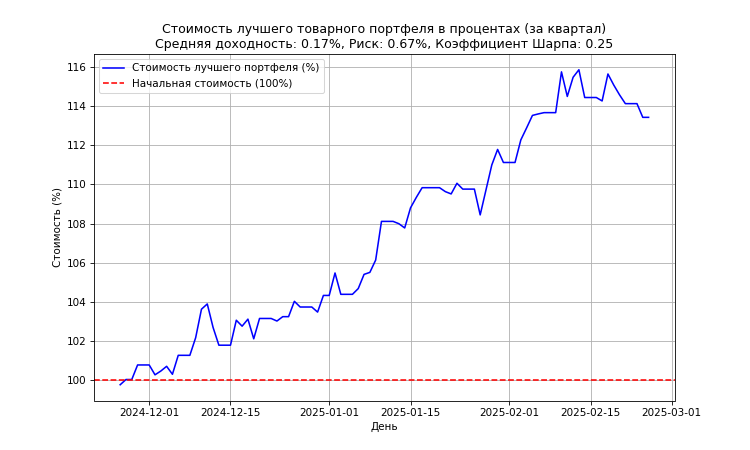 Стоимость лучшего товарного портфеля в процентах (за квартал)
Средняя доходность: 0.17%, Риск: 0.67%, Коэффициент Шарпа: 0.25
Стоимость лучшего портфеля (%)
Начальная стоимость (100%)
Стоимость (%)
116
114
112
110
108
106
104
102
100
2024-12-01
2024-12-15
2025-01-01
2025-01-15
2025-02-01
2025-02-15
2025-03-01
День